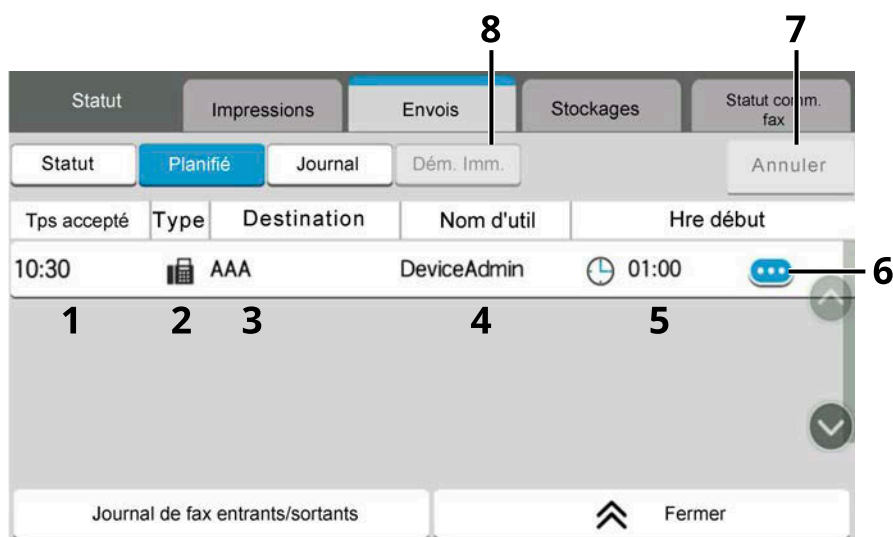 8 7
Statut Impressions Envois Stockages Statut comm.
fax
Statut Planifié Journal Dém. Imm. Annuler
Tps accepté Type Destination Nom d'util Hre début
10:30 AAA DeviceAdmin 01:00 6
1 2 3 4 5
Journal de fax entrants/sortants Fermer